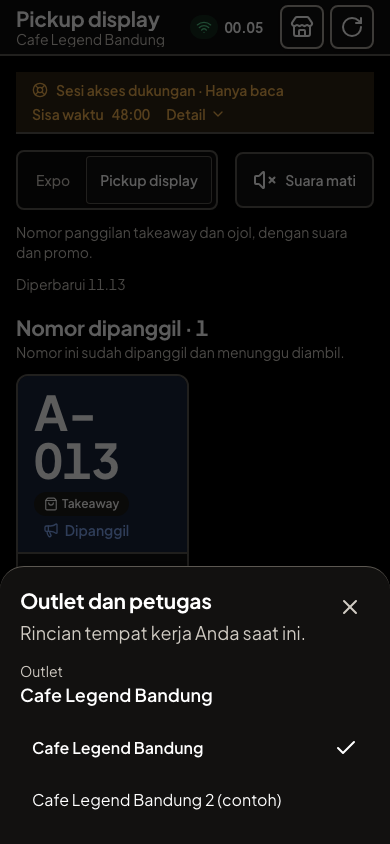 Pickup display
Cafe Legend Bandung
00.05
Sesi akses dukungan · Hanya baca
Sisa waktu 48:00 Detail
Expo
Pickup display
Suara mati
Nomor panggilan takeaway dan ojol, dengan suara
dan promo.
Diperbarui 11.13
Nomor dipanggil · 1
Nomor ini sudah dipanggil dan menunggu diambil.
A-
013
Takeaway
Dipanggil
Outlet dan petugas
Rincian tempat kerja Anda saat ini.
Outlet
Cafe Legend Bandung
Cafe Legend Bandung
Cafe Legend Bandung 2 (contoh)